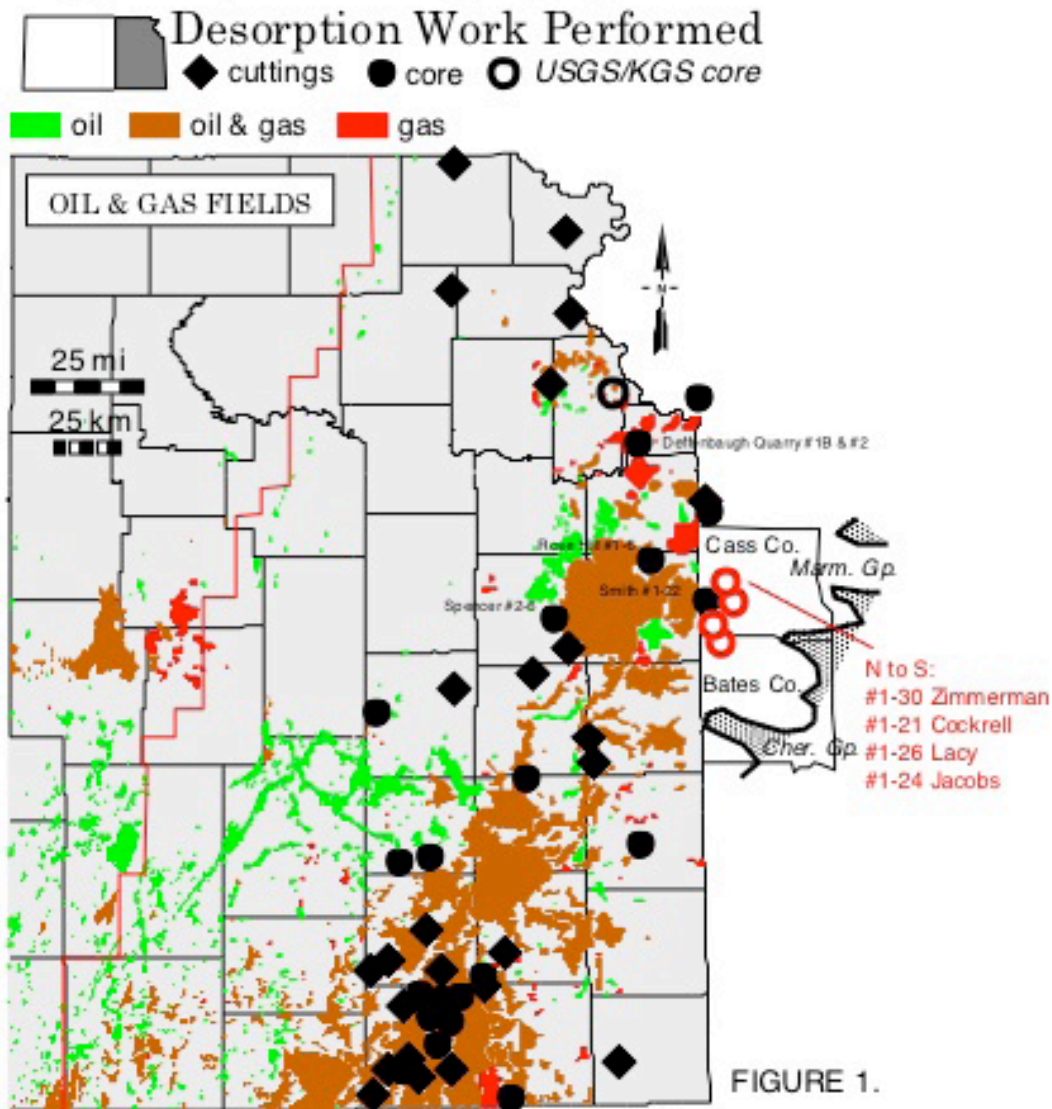 Desorption Work Performed
cuttings core USGS/KGS core
oil oil & gas gas
OIL & GAS FIELDS
N
25 mi
25 km
Deffenbaugh Quarry #1B & #2
Cass Co.
Marm. Gp.
Smith #1-22
Spencer #2-6
N to S:
#1-30 Zimmerman
#1-21 Cockrell
#1-26 Lacy
#1-24 Jacobs
Bates Co.
Cher. Gp.
FIGURE 1.